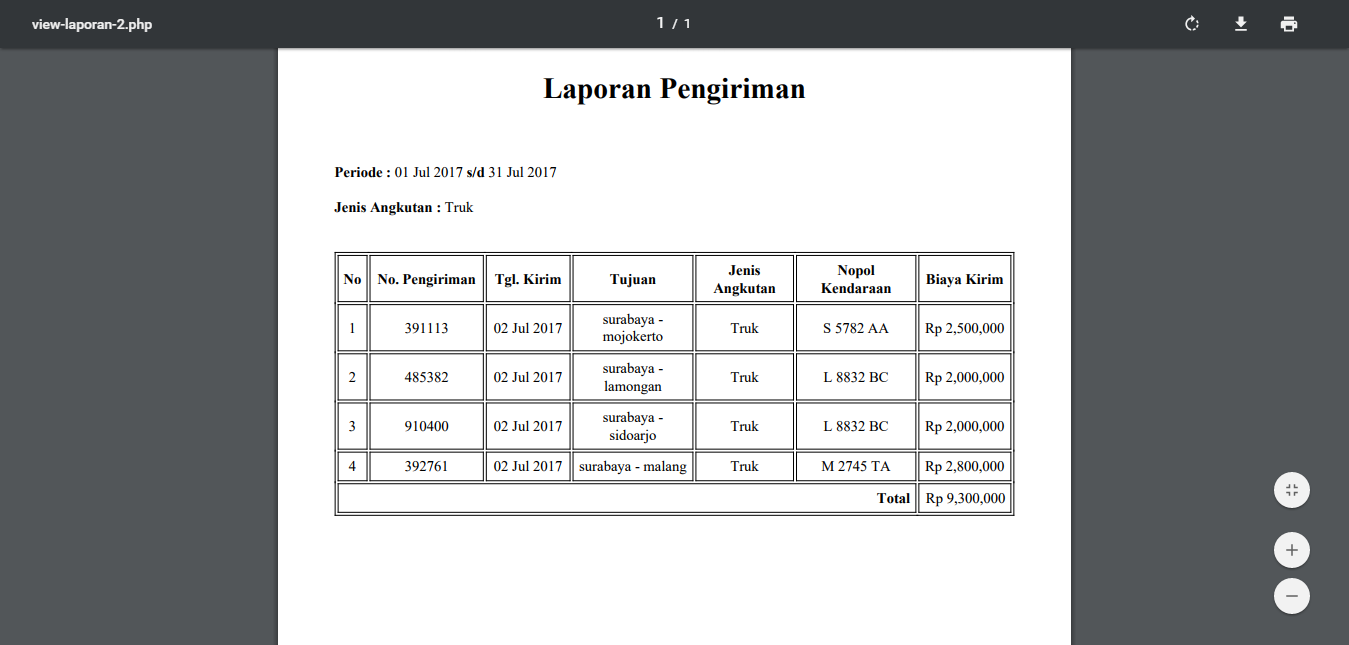 view-laporan-2.php
1 / 1
Laporan Pengiriman
Periode : 01 Jul 2017 s/d 31 Jul 2017
Jenis Angkutan : Truk
No No. Pengiriman Tgl. Kirim Tujuan Jenis Angkutan Nopol Kendaraan Biaya Kirim
1 391113 02 Jul 2017 surabaya - mojokerto Truk S 5782 AA Rp 2,500,000
2 485382 02 Jul 2017 surabaya - lamongan Truk L 8832 BC Rp 2,000,000
3 910400 02 Jul 2017 surabaya - sidoarjo Truk L 8832 BC Rp 2,000,000
4 392761 02 Jul 2017 surabaya - malang Truk M 2745 TA Rp 2,800,000
Total Rp 9,300,000